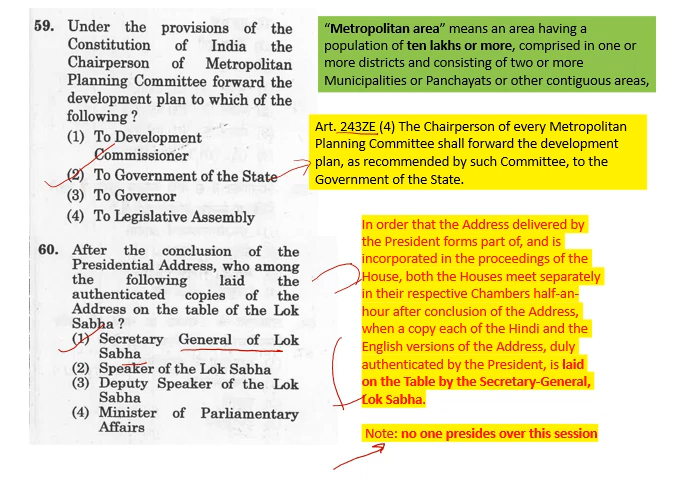 59. Under the provisions of the
Constitution of India the
Chairperson of Metropolitan
Planning Committee forward the
development plan to which of the
following ?
(1) To Development
Commissioner
(2) To Government of the State
(3) To Governor
(4) To Legislative Assembly
“Metropolitan area” means an area having a
population of ten lakhs or more, comprised in one or
more districts and consisting of two or more
Municipalities or Panchayats or other contiguous areas,
Art. 243ZE (4) The Chairperson of every Metropolitan
Planning Committee shall forward the development
plan, as recommended by such Committee, to the
Government of the State.
60. After the conclusion of the
Presidential Address, who among
the following laid the
authenticated copies of the
Address on the table of the Lok
Sabha ?
(1) Secretary General of Lok
Sabha
(2) Speaker of the Lok Sabha
(3) Deputy Speaker of the Lok
Sabha
(4) Minister of Parliamentary
Affairs
In order that the Address delivered by
the President forms part of, and is
incorporated in the proceedings of the
House, both the Houses meet separately
in their respective Chambers half-an-
hour after conclusion of the Address,
when a copy each of the Hindi and the
English versions of the Address, duly
authenticated by the President, is laid
on the Table by the Secretary-General,
Lok Sabha.
Note: no one presides over this session